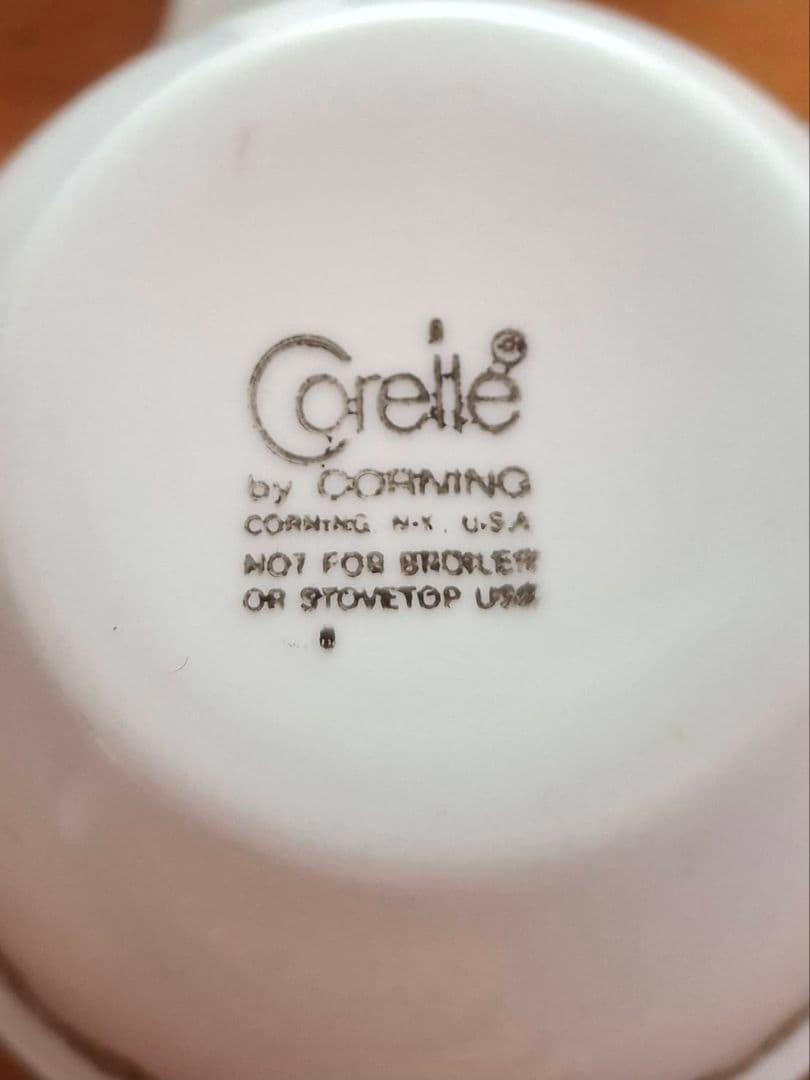 Corelle®
by CORNING
CORNING N.Y. U.S.A
NOT FOR BROILER
OR STOVETOP USE